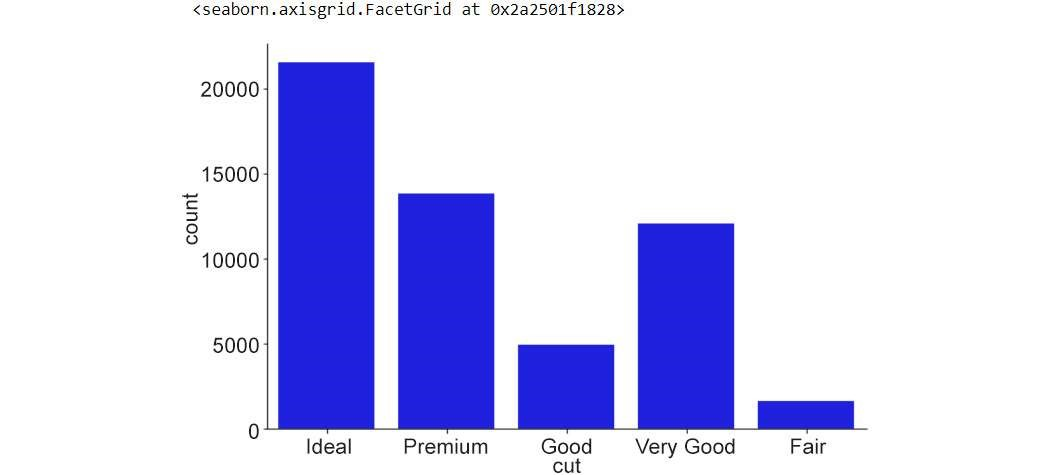 <seaborn.axisgrid.FacetGrid at 0x2a2501f1828>
20000
15000
10000
5000
0
count
Ideal
Premium
Good
Very Good
Fair
cut